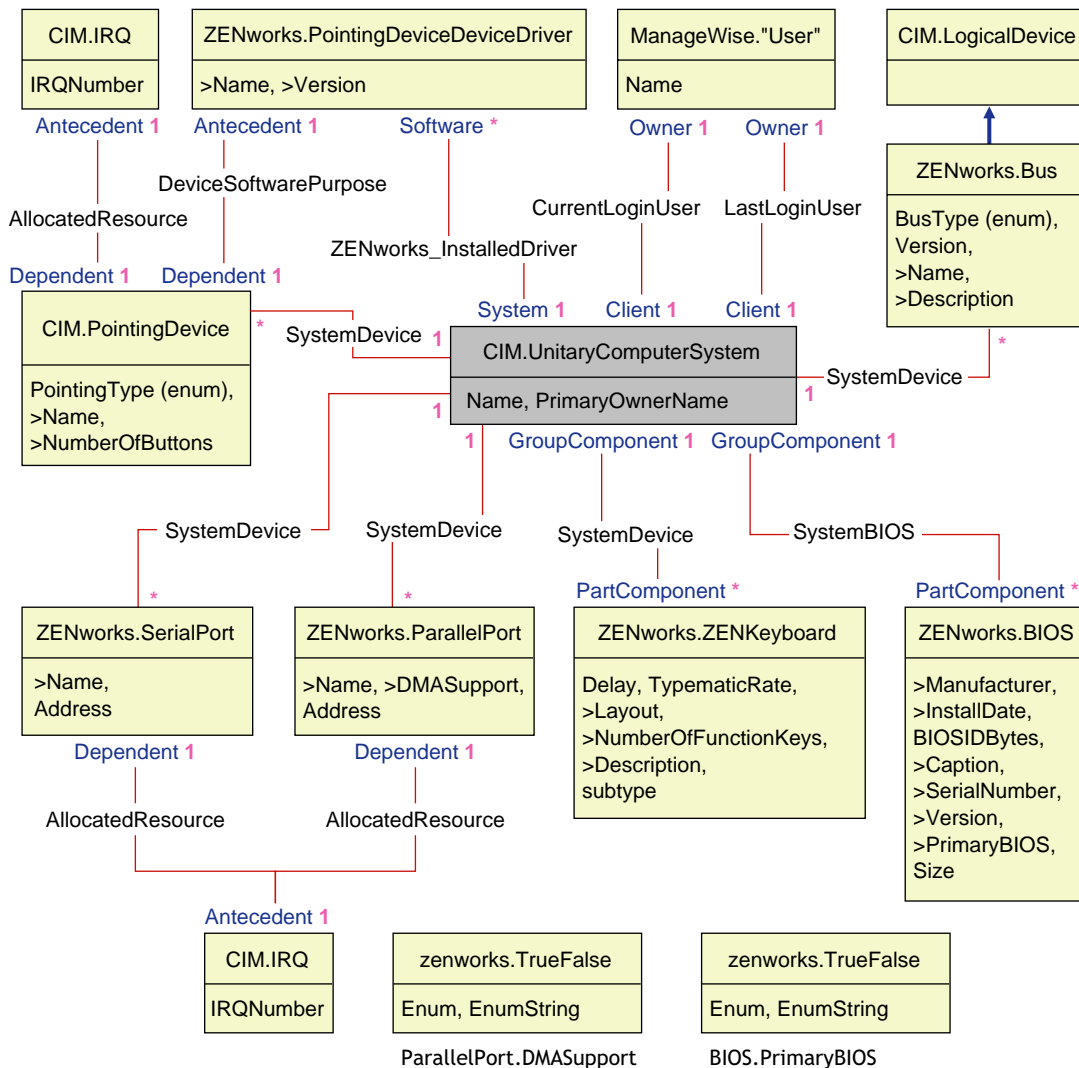 CIM.IRQ
IRQNumber
ZENworks.PointingDeviceDeviceDriver
>Name, >Version
ManageWise."User"
Name
CIM.LogicalDevice
Antecedent 1
Antecedent 1
Software *
Owner 1
Owner 1
ZENworks.Bus
BusType (enum),
Version,
>Name,
>Description
*
DeviceSoftwarePurpose
AllocatedResource
CurrentLoginUser
LastLoginUser
ZENworks_InstalledDriver
Dependent 1
Dependent 1
System 1
Client 1
Client 1
CIM.PointingDevice
PointingType (enum),
>Name,
>NumberOfButtons
*
SystemDevice
1
CIM.UnitaryComputerSystem
Name, PrimaryOwnerName
SystemDevice
1
1
1
GroupComponent 1
GroupComponent 1
SystemDevice
SystemDevice
SystemDevice
SystemBIOS
*
*
PartComponent *
PartComponent *
ZENworks.SerialPort
>Name,
Address
ZENworks.ParallelPort
>Name, >DMASupport,
Address
ZENworks.ZENKeyboard
Delay, TypematicRate,
>Layout,
>NumberOfFunctionKeys,
>Description,
subtype
ZENworks.BIOS
>Manufacturer,
>InstallDate,
BIOSIDBytes,
>Caption,
>SerialNumber,
>Version,
>PrimaryBIOS,
Size
Dependent 1
Dependent 1
AllocatedResource
AllocatedResource
Antecedent 1
CIM.IRQ
IRQNumber
zenworks.TrueFalse
Enum, EnumString
zenworks.TrueFalse
Enum, EnumString
ParallelPort.DMASupport
BIOS.PrimaryBIOS